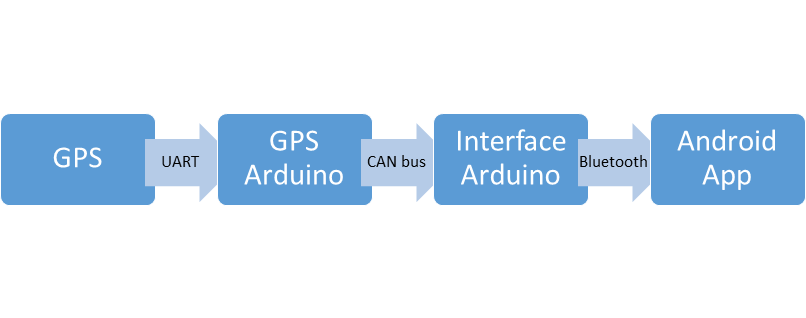 GPS
UART
GPS
Arduino
CAN bus
Interface
Arduino
Bluetooth
Android
App